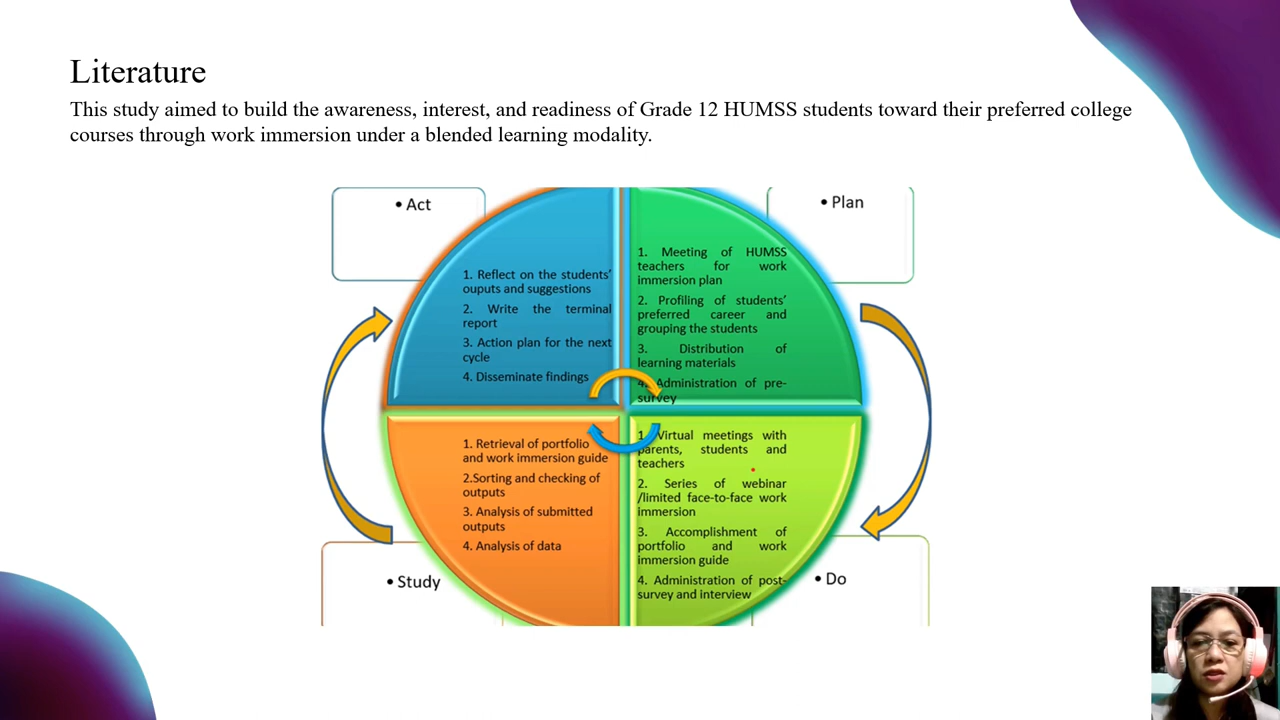 Literature
This study aimed to build the awareness, interest, and readiness of Grade 12 HUMSS students toward their preferred college
courses through work immersion under a blended learning modality.
• Act
• Plan
1. Reflect on the students'
ouputs and suggestions
2. Write the terminal
report
3. Action plan for the next
cycle
4. Disseminate findings
1. Meeting of HUMSS
teachers for work
immersion plan
2. Profiling of students'
preferred career and
grouping the students
3. Distribution of
learning materials
4. Administration of pre-
survey
1. Retrieval of portfolio
and work immersion guide
2.Sorting and checking of
outputs
3. Analysis of submitted
outputs
4. Analysis of data
1. Virtual meetings with
parents, students and
teachers
2. Series of webinar
/limited face-to-face work
immersion
3. Accomplishment of
portfolio and work
immersion guide
4. Administration of post-
survey and interview
• Study
• Do